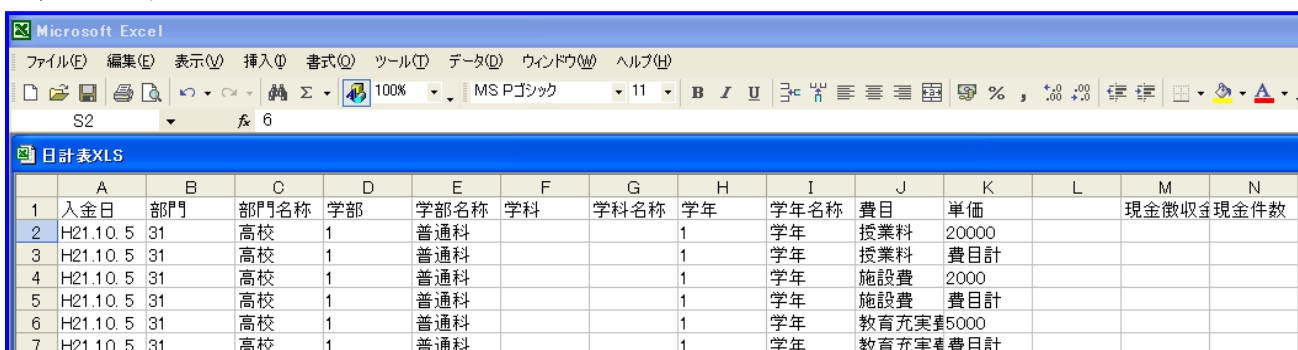 Microsoft Excel
ファイル(F) 編集(E) 表示(V) 挿入(I) 書式(O) ツール(T) データ(D) ウィンドウ(W) ヘルプ(H)
Σ 100% MS Pゴシック 11 B I U % ,
S2 fx 6
日計表XLS
A B C D E F G H I J K L M N
1 入金日 部門 部門名称 学部 学部名称 学科 学科名称 学年 学年名称 費目 単価 現金徴収金 現金件数
2 H21.10. 5 31 高校 1 普通科 1 学年 授業料 20000
3 H21.10. 5 31 高校 1 普通科 1 学年 授業料 費目計
4 H21.10. 5 31 高校 1 普通科 1 学年 施設費 2000
5 H21.10. 5 31 高校 1 普通科 1 学年 施設費 費目計
6 H21.10. 5 31 高校 1 普通科 1 学年 教育充実費 5000
7 H21.10. 5 31 高校 1 普通科 1 学年 教育充実費 費目計